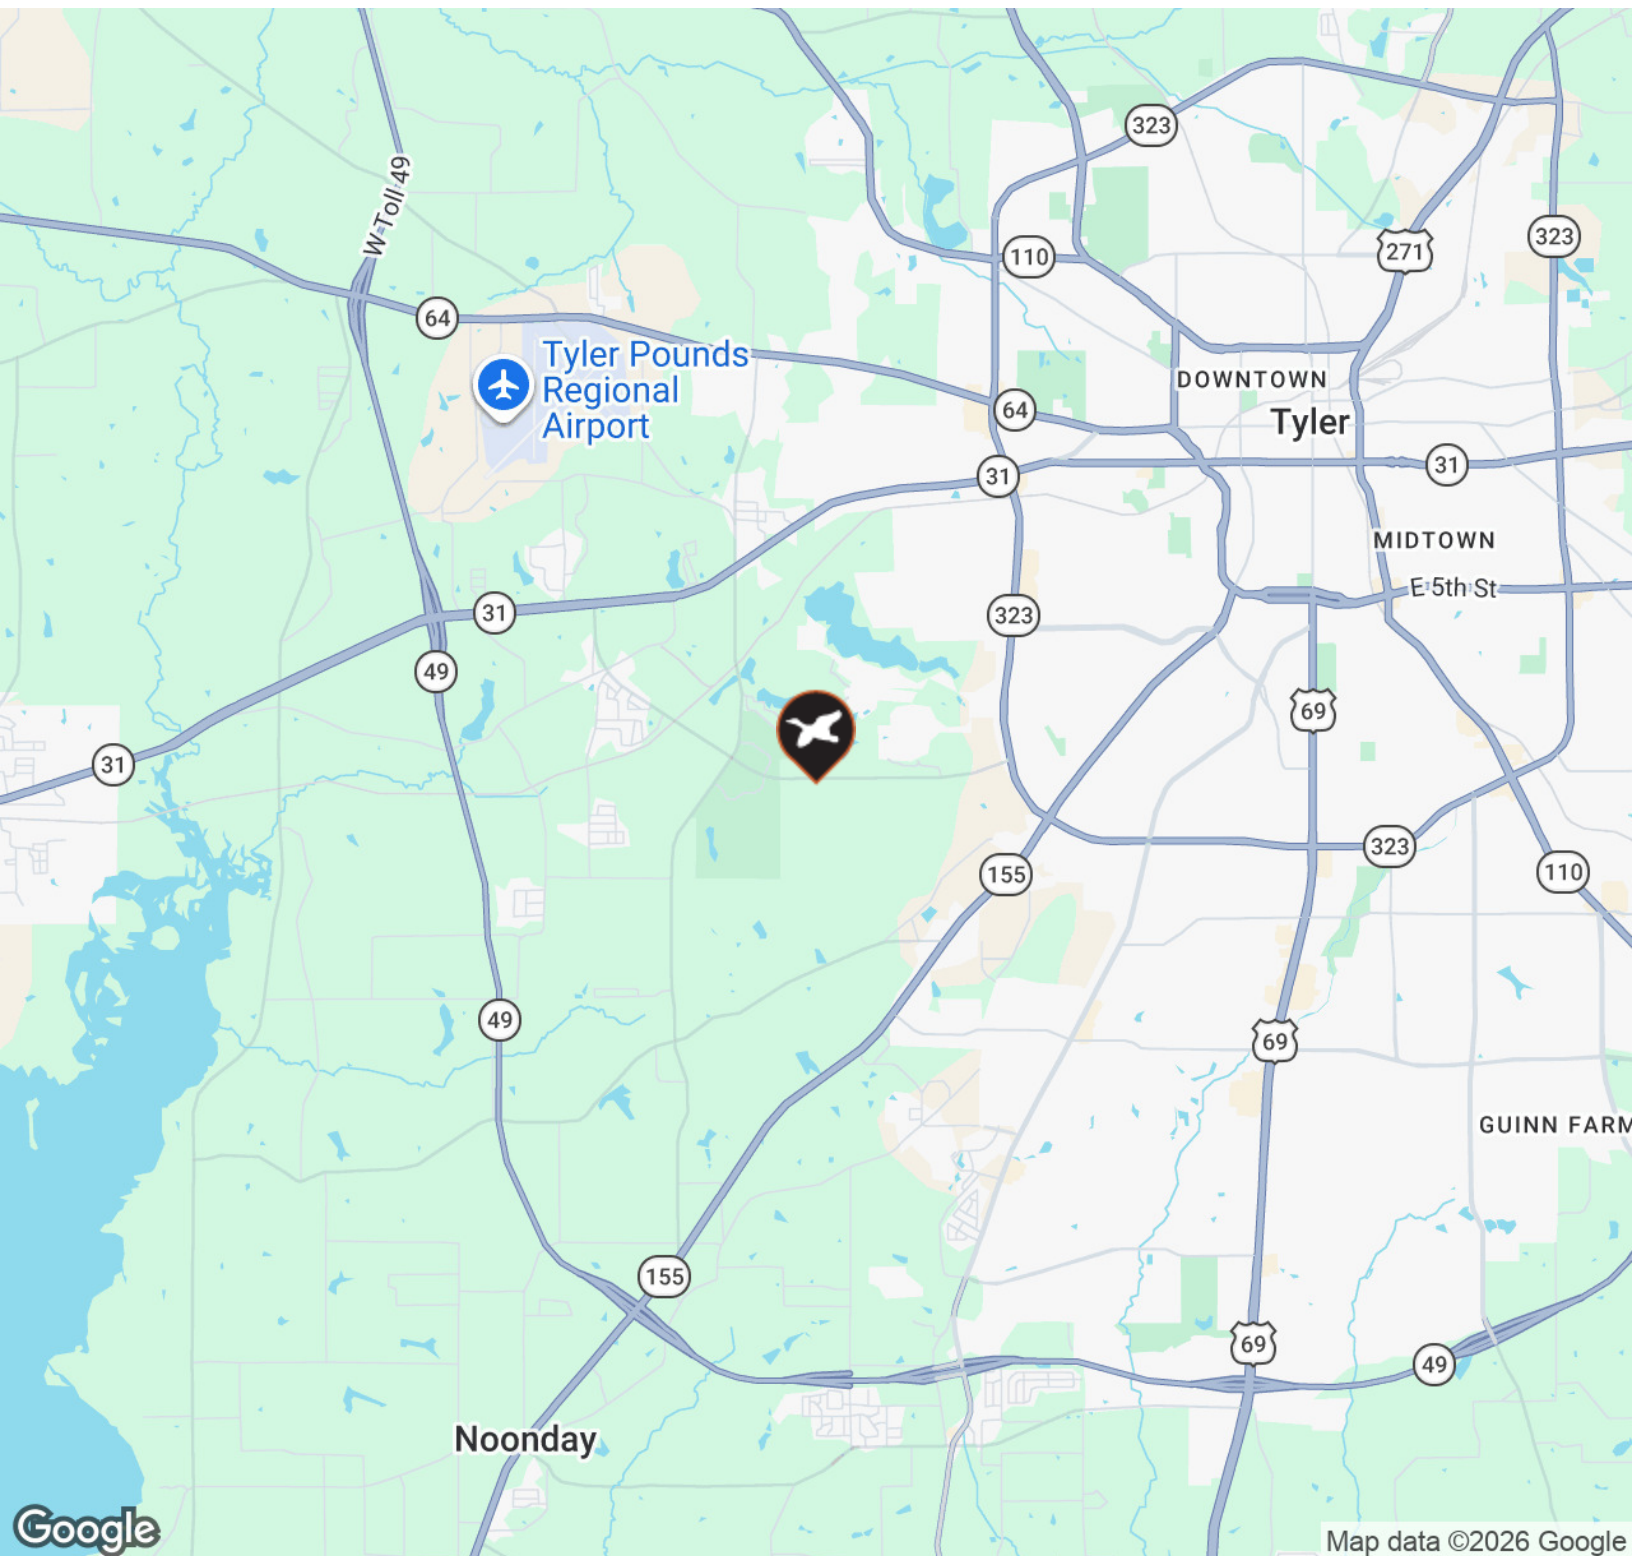 323
W Toll 49
110
271
323
64
Tyler Pounds
Regional
Airport
DOWNTOWN
64
Tyler
31
31
MIDTOWN
E 5th St
31
323
49
69
31
323
155
110
49
69
GUINN FARM
155
69
49
Noonday
Google
Map data ©2026 Google